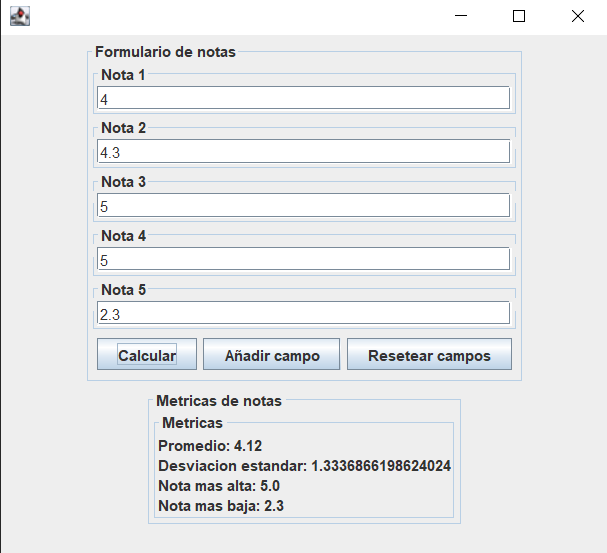 Formulario de notas
Nota 1
4
Nota 2
4.3
Nota 3
5
Nota 4
5
Nota 5
2.3
Calcular Añadir campo Resetear campos
Metricas de notas
Metricas
Promedio: 4.12
Desviacion estandar: 1.3336866198624024
Nota mas alta: 5.0
Nota mas baja: 2.3